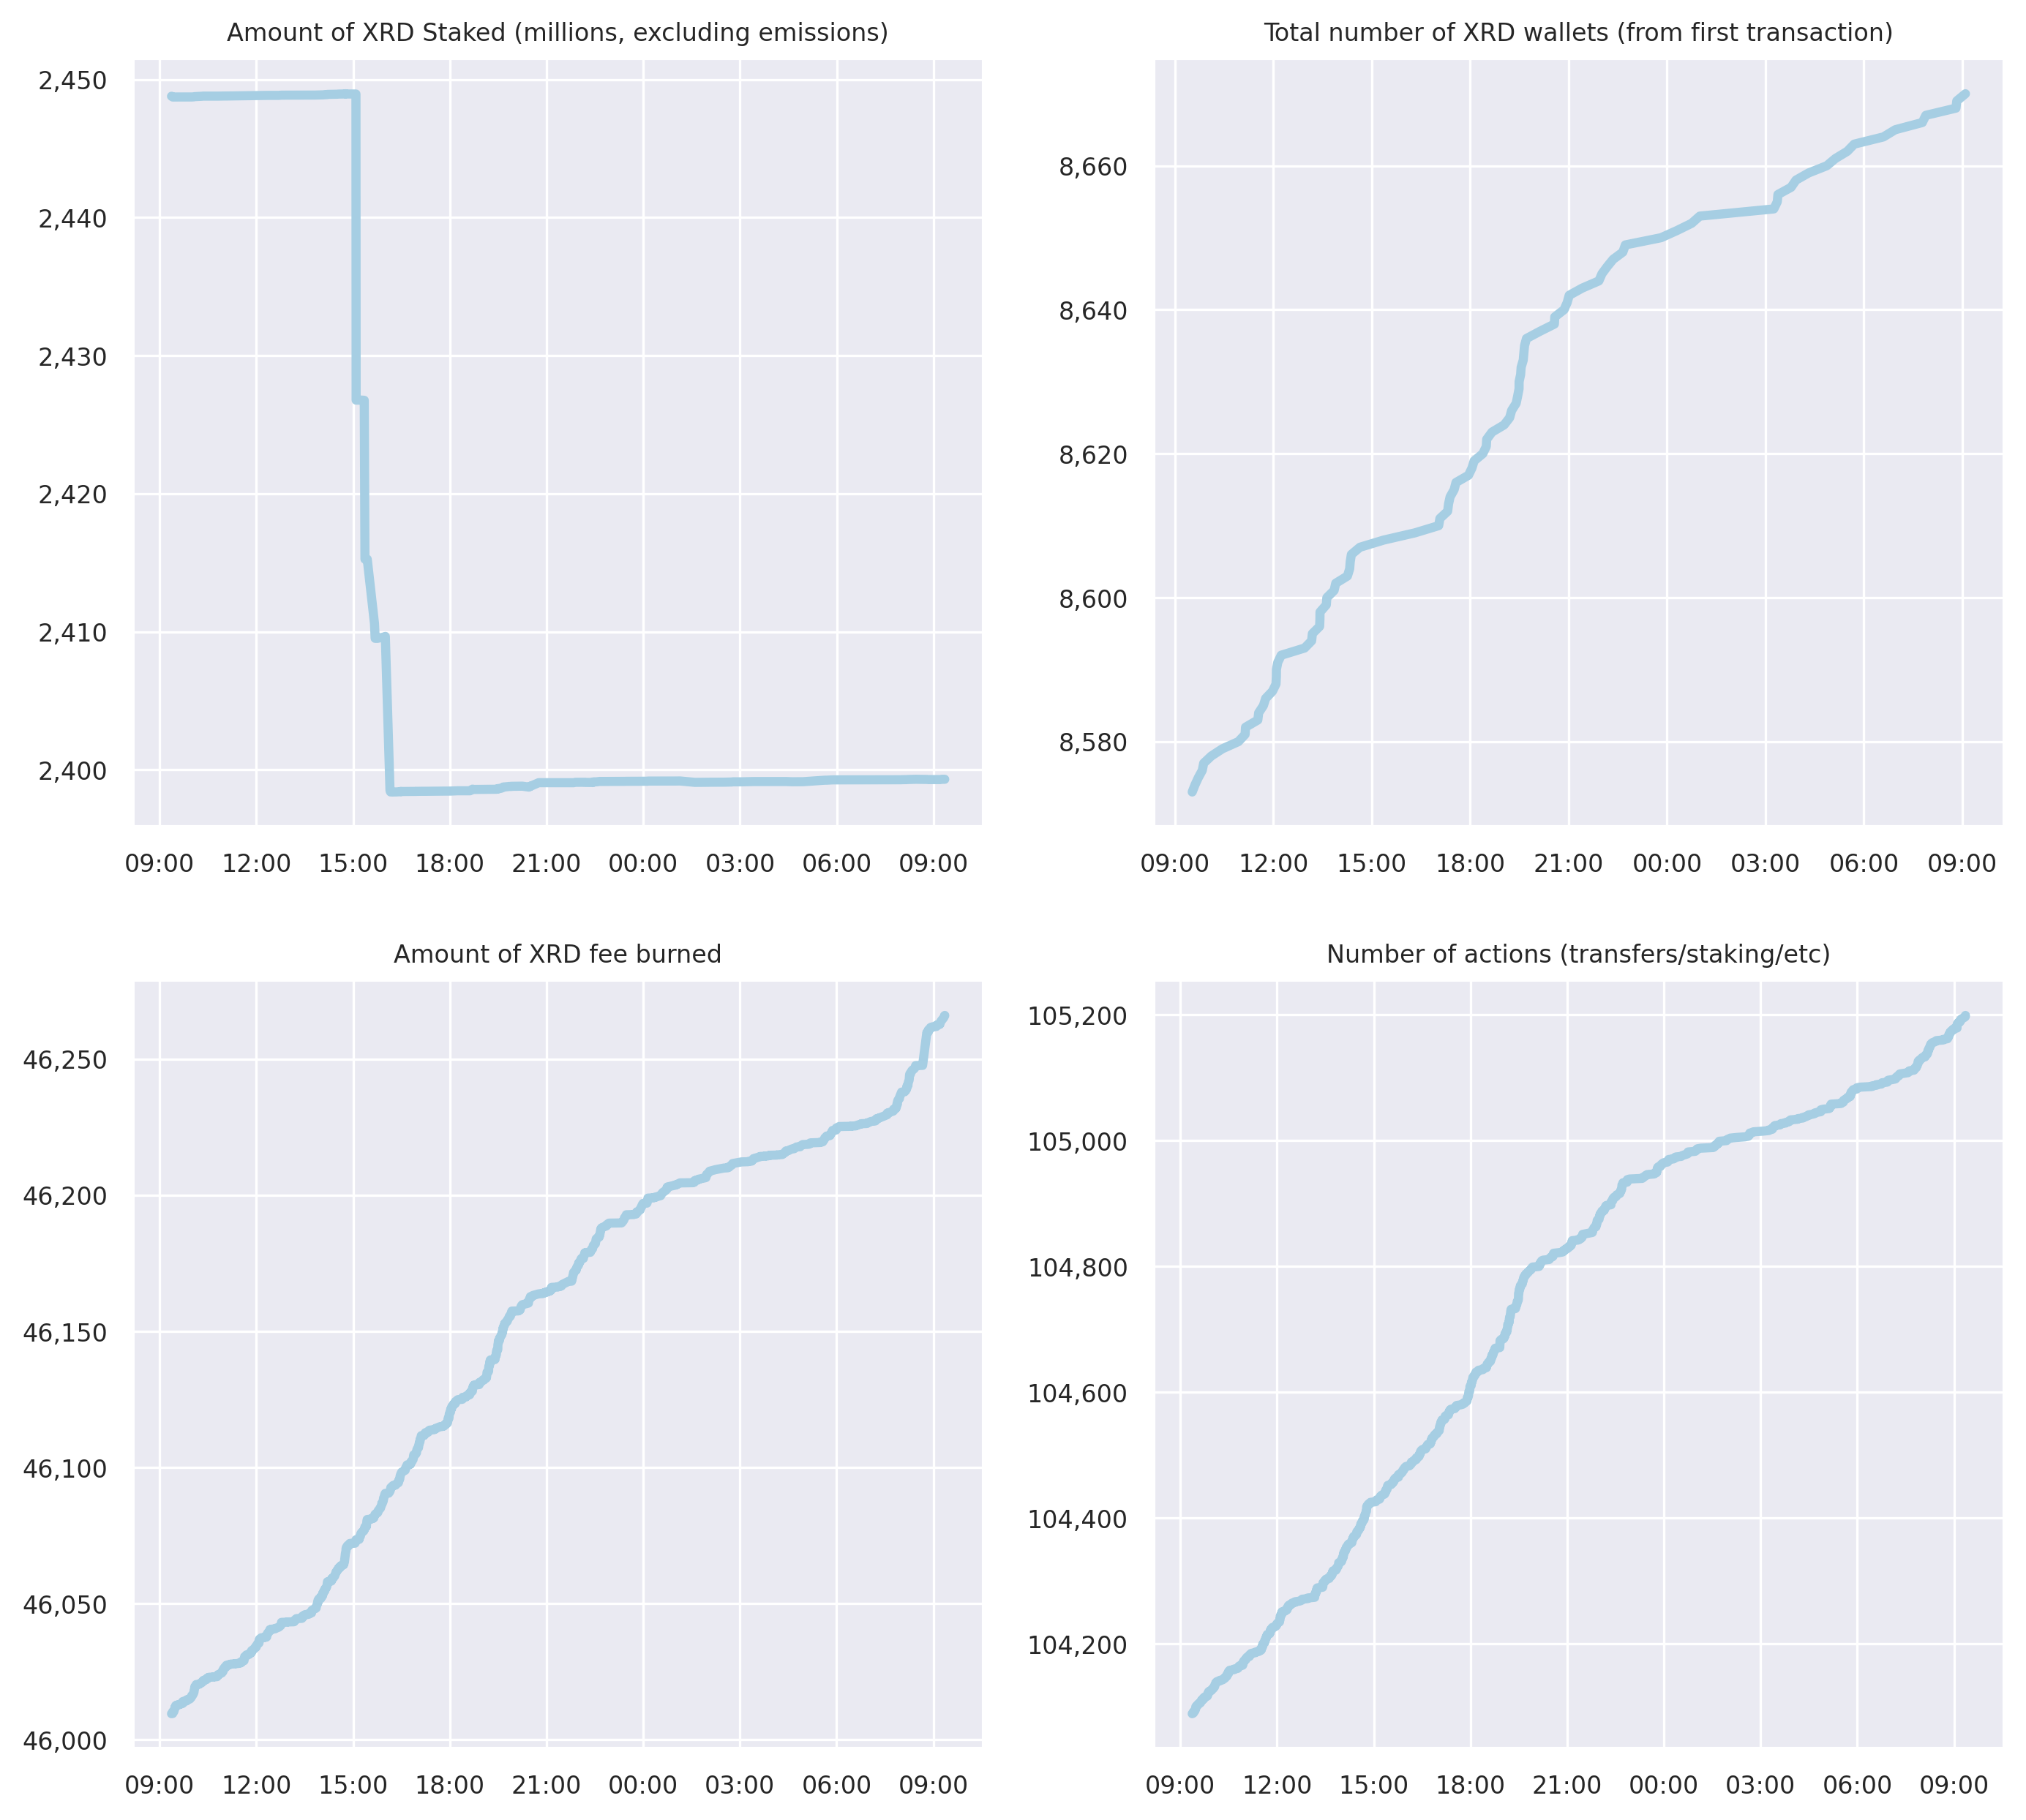 Amount of XRD Staked (millions, excluding emissions)
2,450
2,440
2,430
2,420
2,410
2,400
09:00 12:00 15:00 18:00 21:00 00:00 03:00 06:00 09:00
Total number of XRD wallets (from first transaction)
8,660
8,640
8,620
8,600
8,580
09:00 12:00 15:00 18:00 21:00 00:00 03:00 06:00 09:00
Amount of XRD fee burned
46,250
46,200
46,150
46,100
46,050
46,000
09:00 12:00 15:00 18:00 21:00 00:00 03:00 06:00 09:00
Number of actions (transfers/staking/etc)
105,200
105,000
104,800
104,600
104,400
104,200
09:00 12:00 15:00 18:00 21:00 00:00 03:00 06:00 09:00